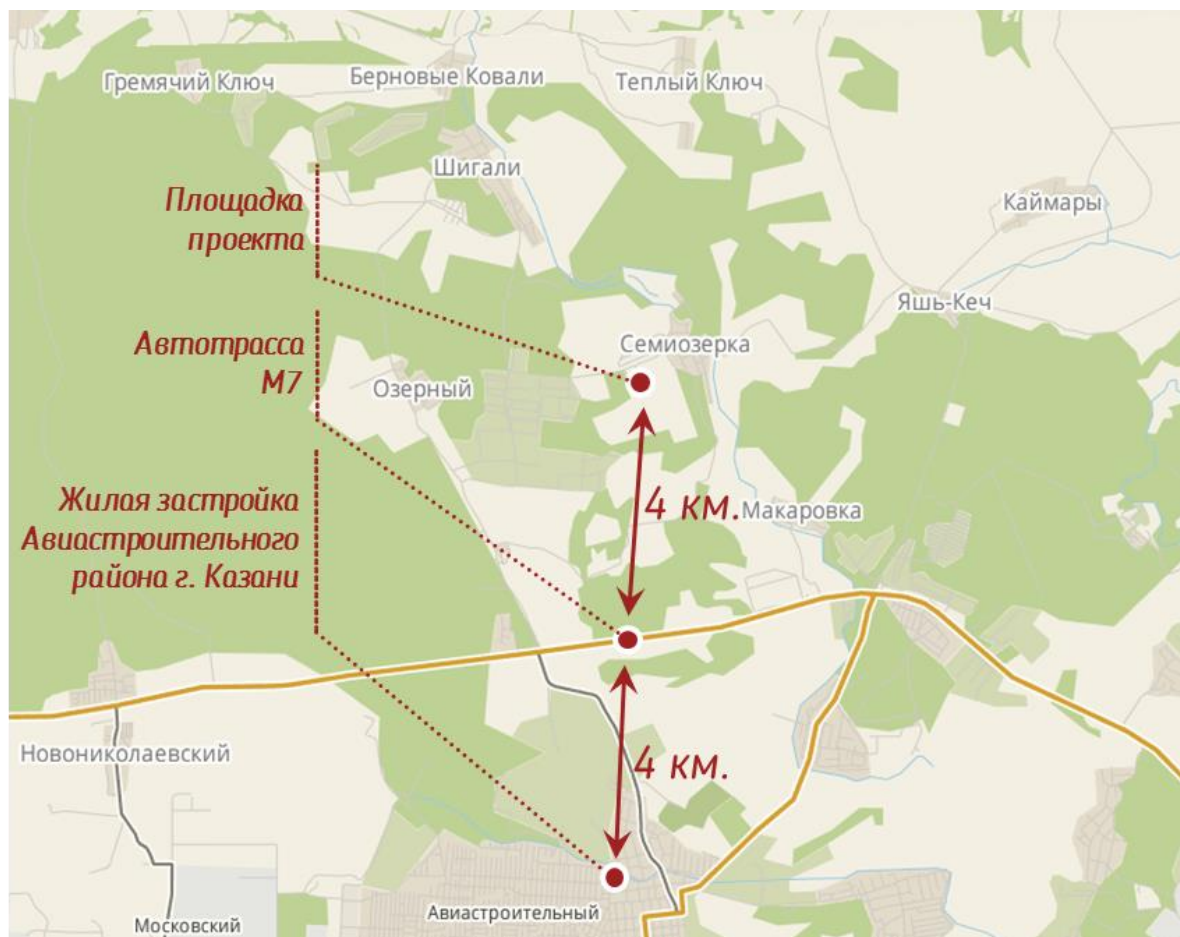 Гремячий Ключ
Берновые Ковали
Теплый Ключ
Шигали
Площадка
проекта
Каймары
Яшь-Кеч
Семиозерка
Автотрасса
М7
Озерный
Жилая застройка
Авиастроительного
района г. Казани
4 км.
Макаровка
Новониколаевский
4 км.
Авиастроительный
Московский